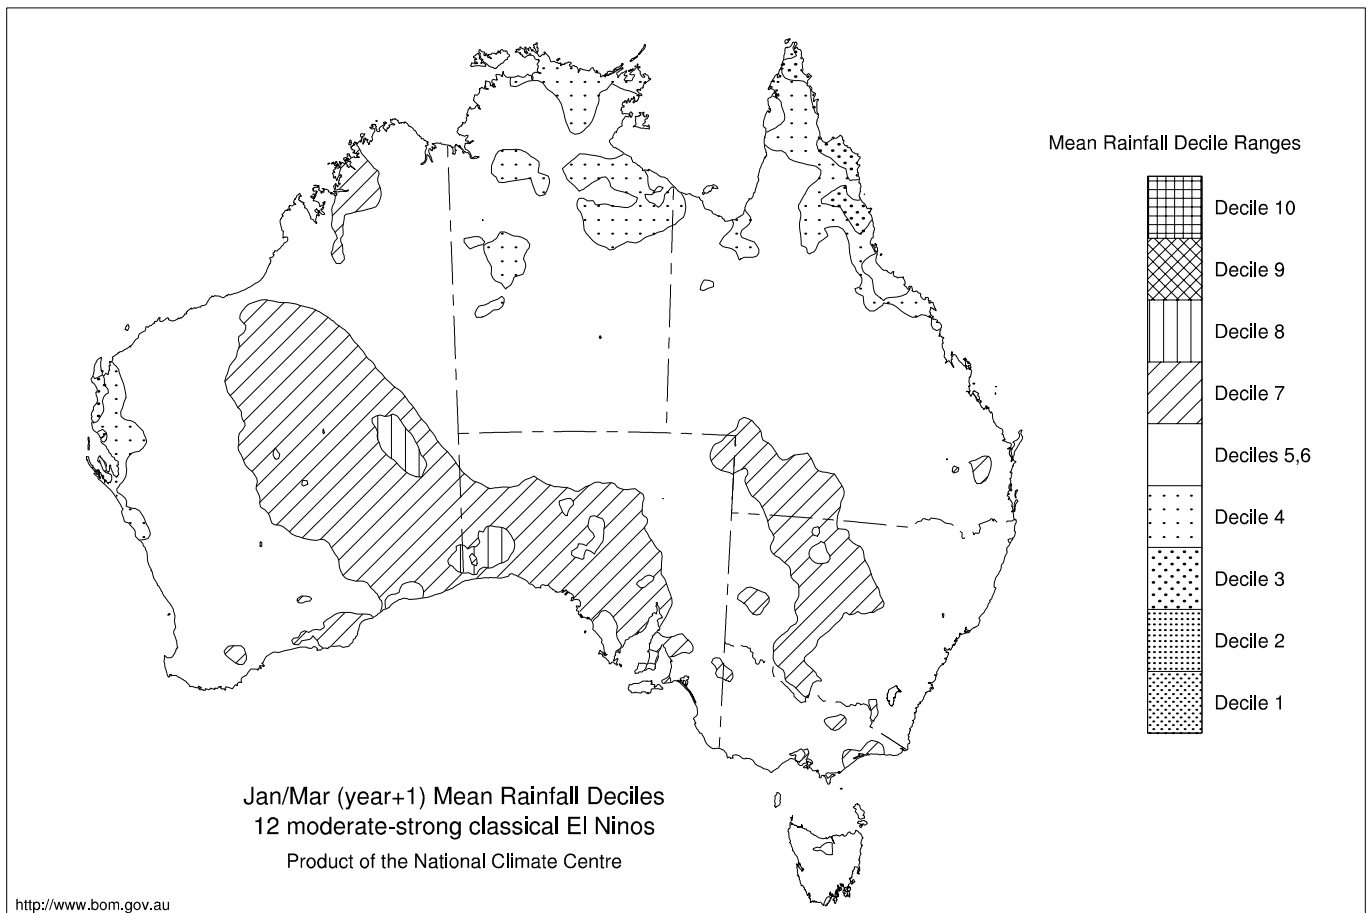 Mean Rainfall Decile Ranges
Decile 10
Decile 9
Decile 8
Decile 7
Deciles 5,6
Decile 4
Decile 3
Decile 2
Decile 1
Jan/Mar (year+1) Mean Rainfall Deciles
12 moderate-strong classical El Ninos
Product of the National Climate Centre
http://www.bom.gov.au